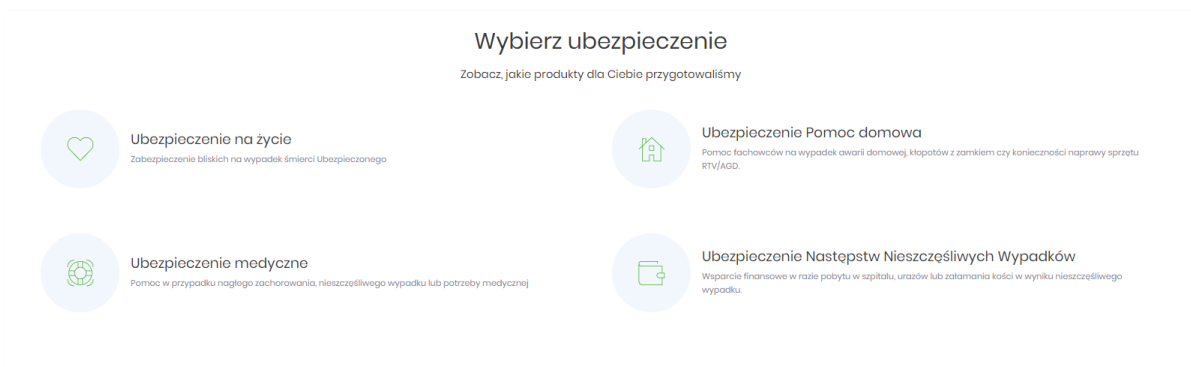 Wybierz ubezpieczenie
Zobacz, jakie produkty dla Ciebie przygotowaliśmy
Ubezpieczenie na życie
Zabezpieczenie bliskich na wypadek śmierci Ubezpieczonego
Ubezpieczenie Pomoc domowa
Pomoc fachowców na wypadek awarii domowej, kłopotów z zamkiem czy konieczności naprawy sprzętu
RTV/AGD.
Ubezpieczenie medyczne
Pomoc w przypadku nagłego zachorowania, nieszczęśliwego wypadku lub potrzeby medycznej
Ubezpieczenie Następstw Nieszczęśliwych Wypadków
Wsparcie finansowe w razie pobytu w szpitalu, urazów lub załamania kości w wyniku nieszczęśliwego
wypadku.